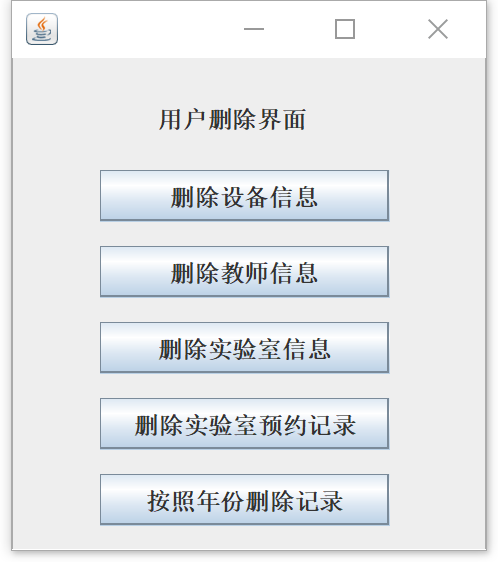 用户删除界面
删除设备信息
删除教师信息
删除实验室信息
删除实验室预约记录
按照年份删除记录